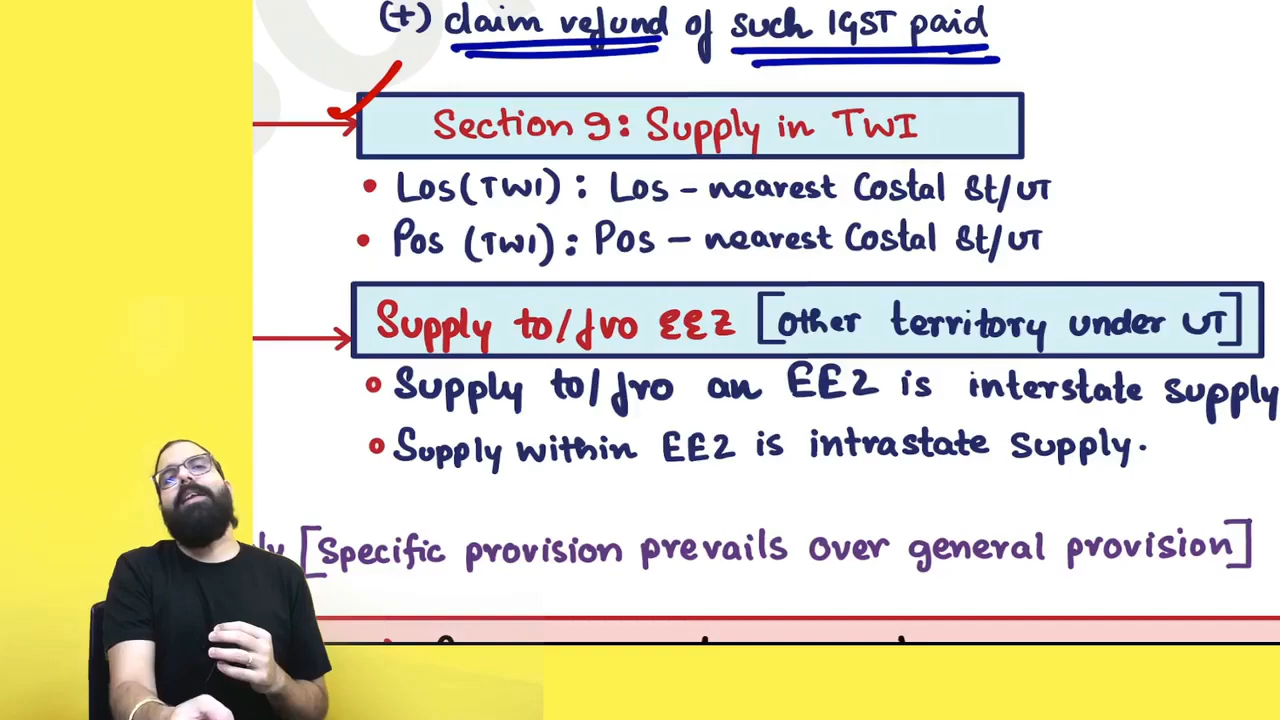 (+) claim refund of such IGST paid
Section 9: Supply in TWI
• Los (TWI) : Los - nearest Costal St/UT
• Pos (TWI) : Pos - nearest Costal St/UT
Supply to/fro EEZ [other territory under UT]
Supply to/fro an EEZ is interstate supply
Supply within EEZ is intrastate supply.
[Specific provision prevails over general provision]